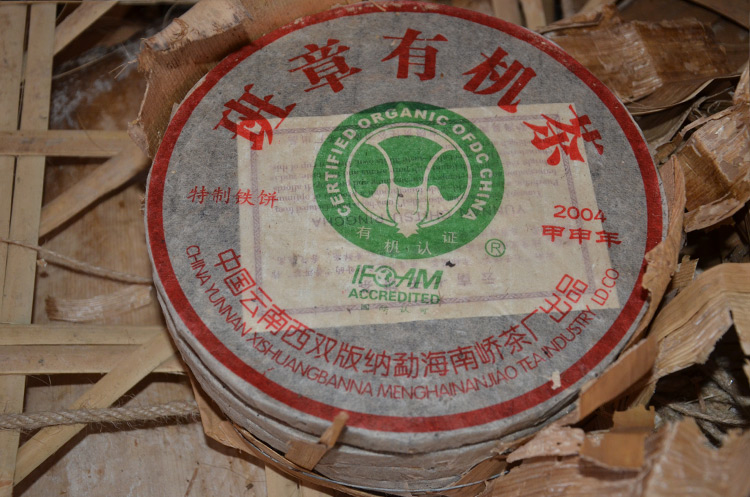 班章有机茶
CERTIFIED ORGANIC OFDC CHINA
有机认证
®
特制铁饼
2004
甲申年
IFOAM
ACCREDITED
中国云南西双版纳勐海南峤茶厂出品
CHINA YUNNAN XISHUANGBANNA MENGHAINANJIAO TEA INDUSTRY LD.CO